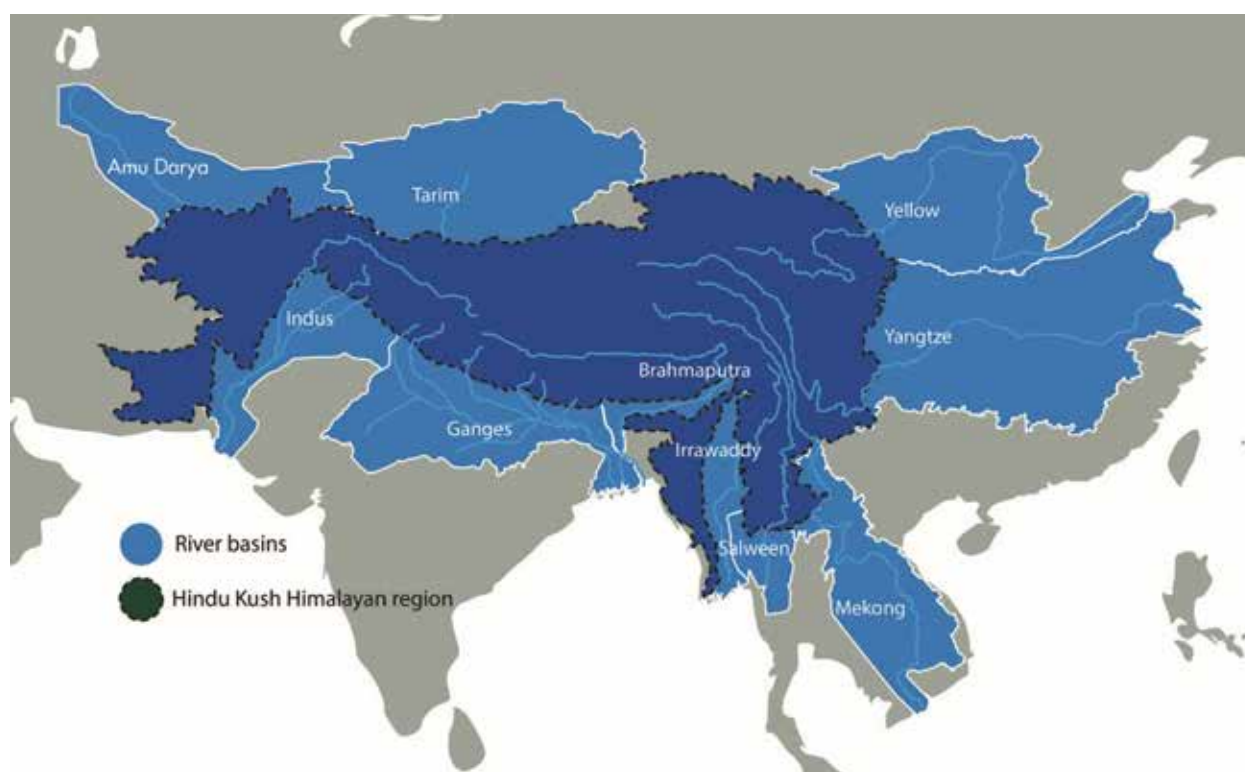 Amu Darya
Tarim
Yellow
Indus
Yangtze
Brahmaputra
Ganges
Irrawaddy
River basins
Salween
Hindu Kush Himalayan region
Mekong